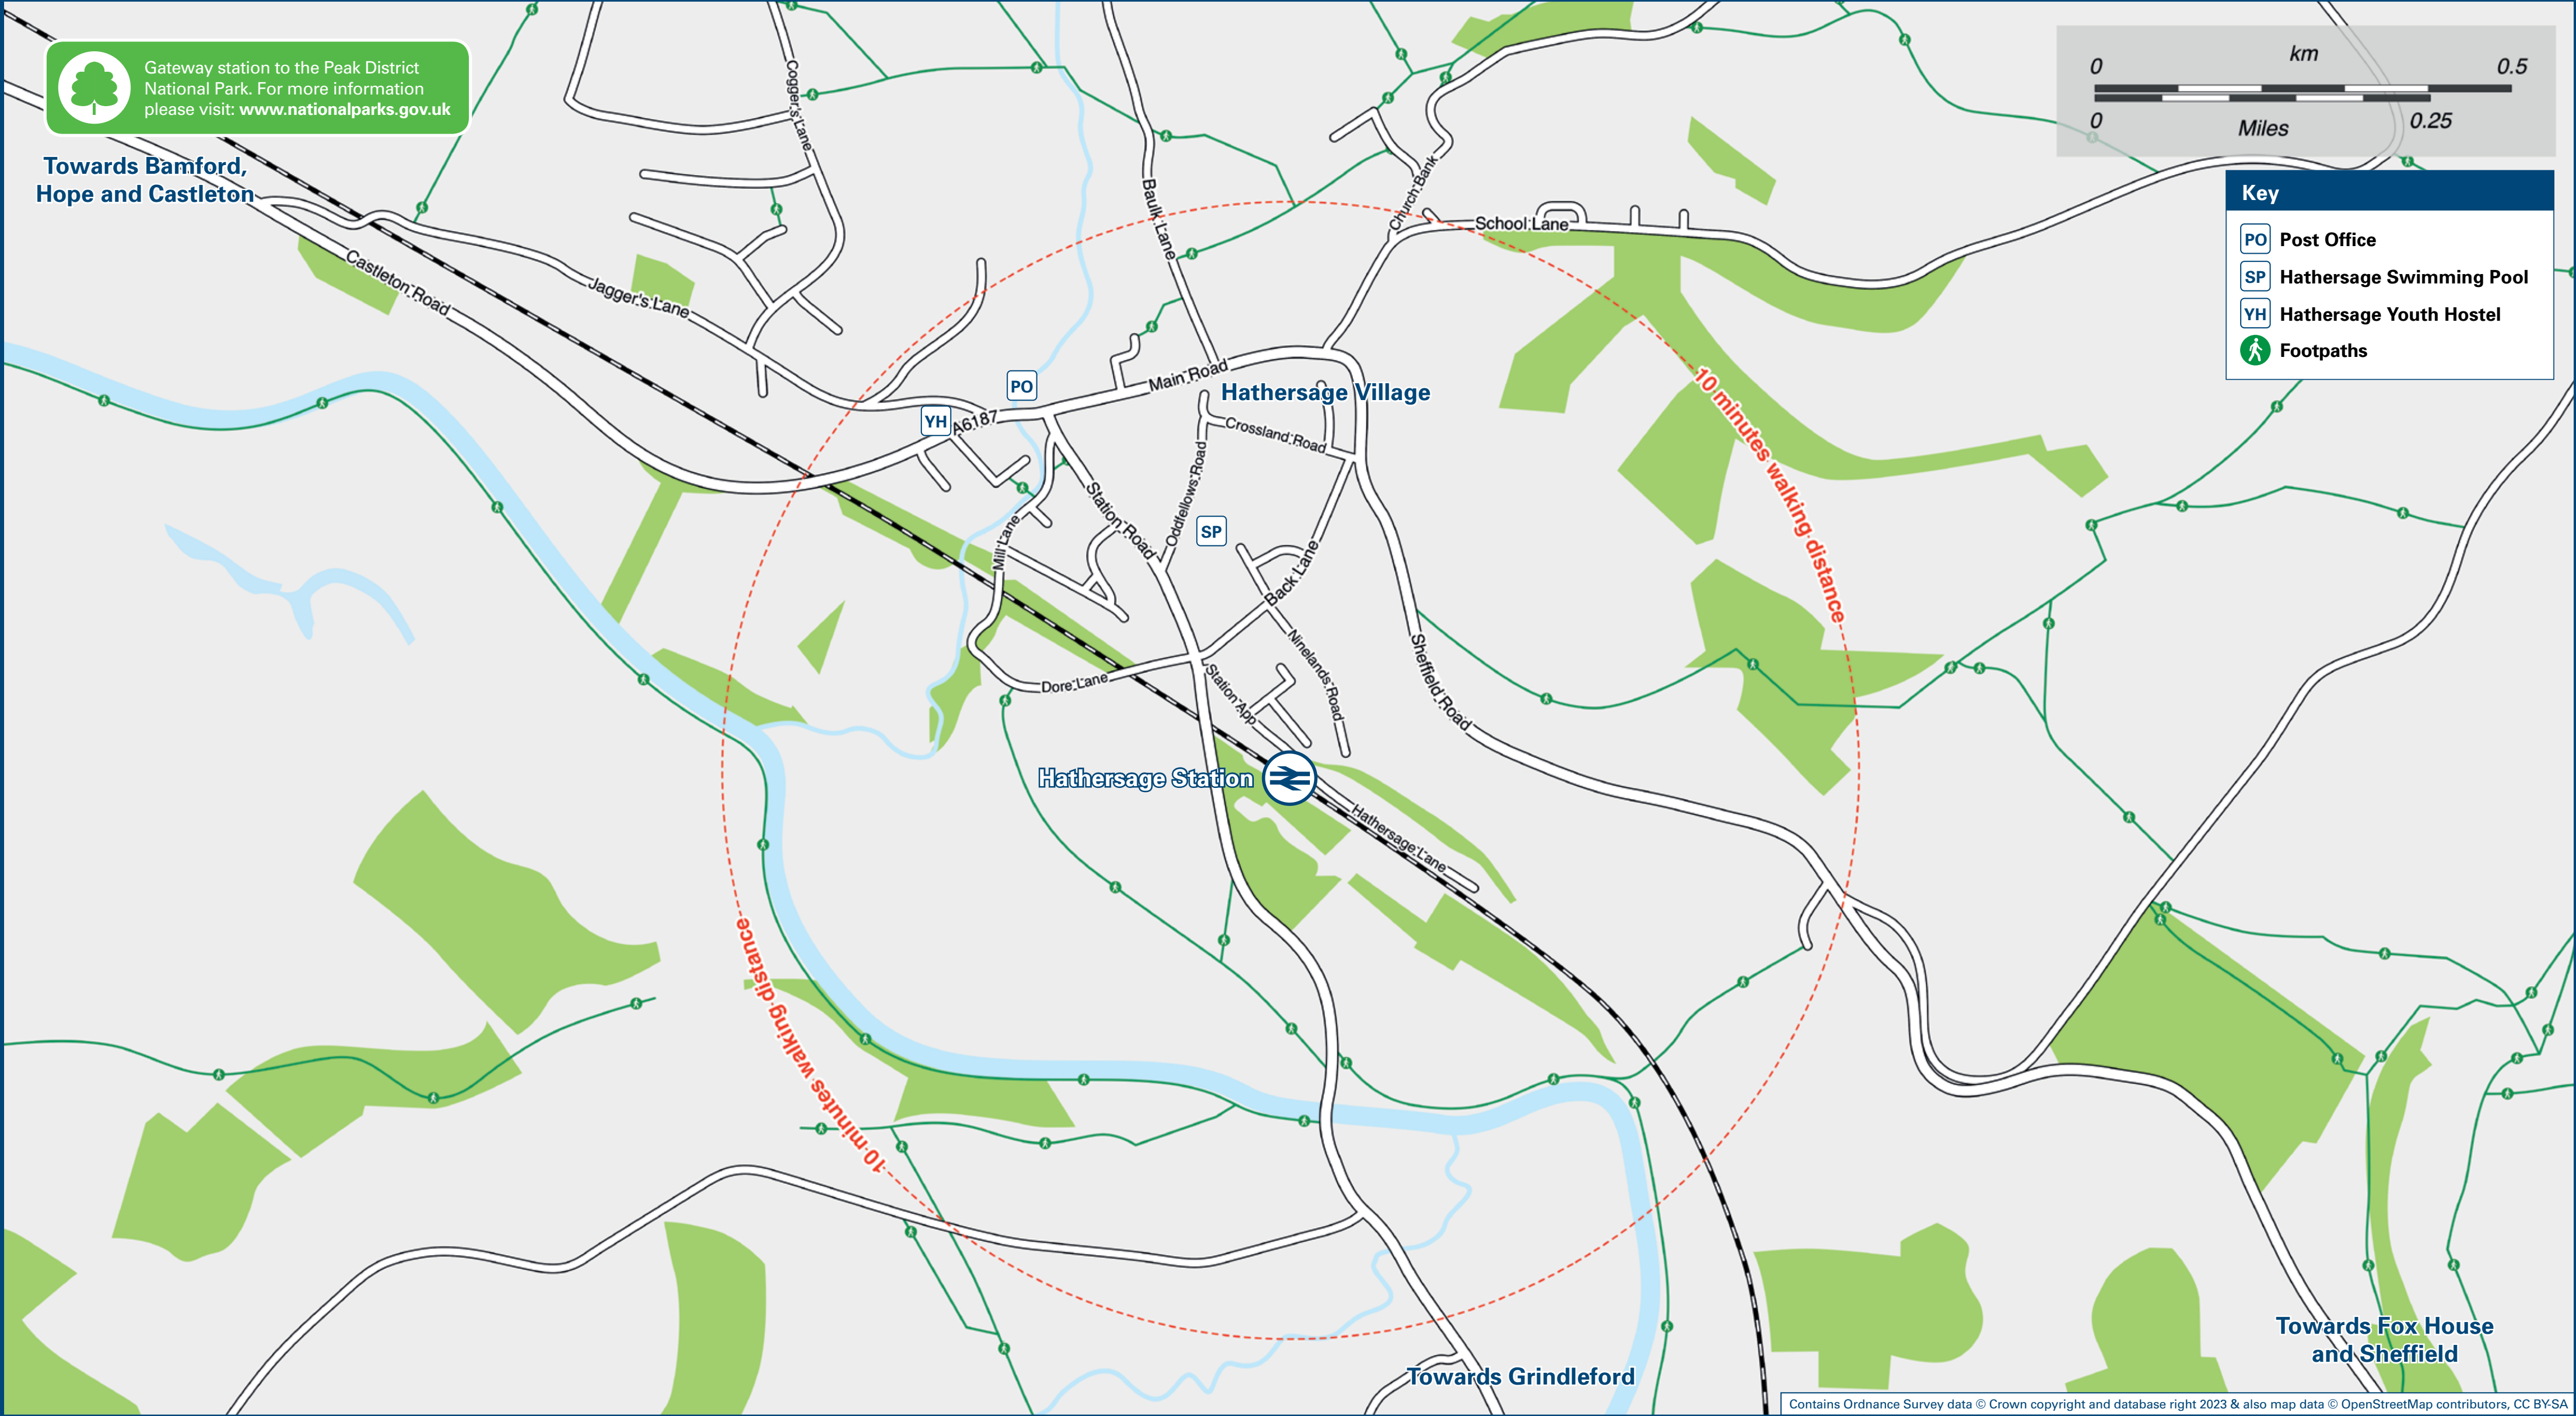 Gateway station to the Peak District
National Park. For more information
please visit: www.nationalparks.gov.uk
Towards Bamford,
Hope and Castleton
km
0 0.5
0 0.25
Miles
Key
PO Post Office
SP Hathersage Swimming Pool
YH Hathersage Youth Hostel
Footpaths
Cogger's Lane
Baulk Lane
Church Bank
School Lane
Castleton Road
Jagger's Lane
PO
YH
A6187
Main Road
Hathersage Village
Crossland Road
10 minutes walking distance
Station Road
Oddfellows Road
SP
Mill Lane
Back Lane
Ninelands Road
Sheffield Road
Dore Lane
Station App
Hathersage Station
Hathersage Lane
10 minutes walking distance
Towards Grindleford
Towards Fox House
and Sheffield
Contains Ordnance Survey data © Crown copyright and database right 2023 & also map data © OpenStreetMap contributors, CC BY-SA